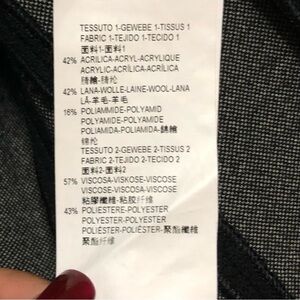 TESSUTO 1-GEWEBE 1-TISSUS 1
FABRIC 1-TEJIDO 1-TECIDO 1
面料1-面料1
42% ACRILICA-ACRYL-ACRYLIQUE
ACRYLIC-ACRÍLICA-ACRÍLICA
腈綸-腈纶
42% LANA-WOLLE-LAINE-WOOL-LANA
LÃ-羊毛-羊毛
16% POLIAMMIDE-POLYAMID
POLYAMIDE-POLYAMIDE
POLIAMIDA-POLIAMIDA-錦綸
锦纶
TESSUTO 2-GEWEBE 2-TISSUS 2
FABRIC 2-TEJIDO 2-TECIDO 2
面料2-面料2
57% VISCOSA-VISKOSE-VISCOSE
VISCOSE-VISCOSE-VISCOSE
粘膠纖維-粘胶纤维
43% POLIESTERE-POLYESTER
POLYESTER-POLYESTER
POLIÉSTER-POLIÉSTER-聚酯纖維
聚酯纤维